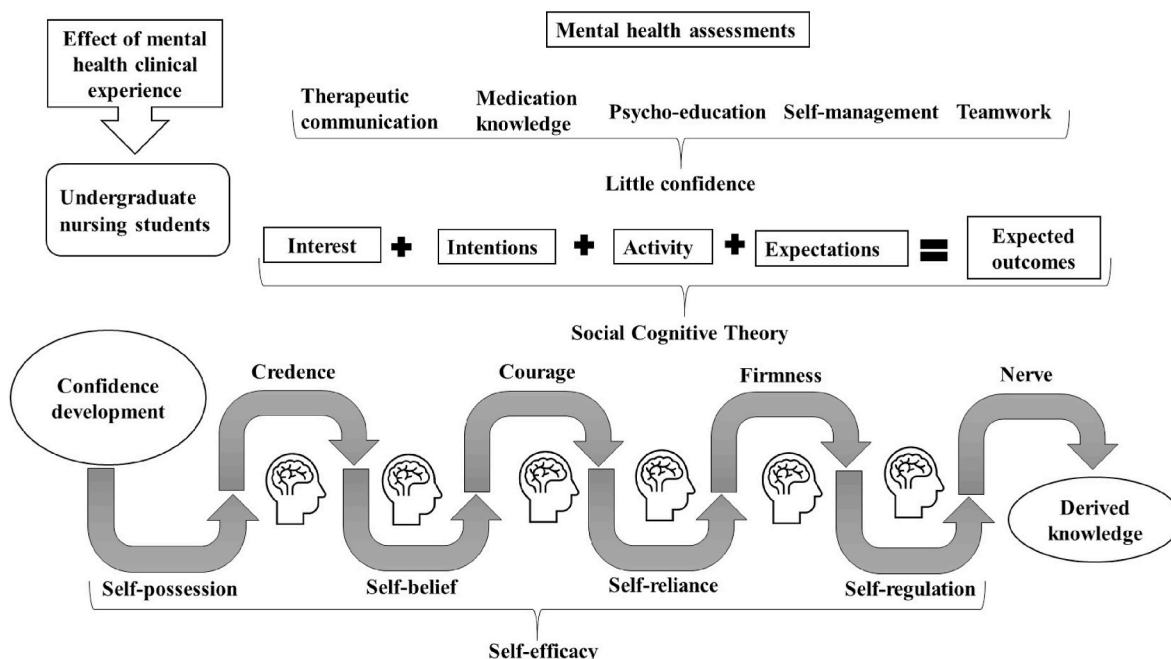 Effect of mental
health clinical
experience
Undergraduate
nursing students
Mental health assessments
Therapeutic
communication
Medication
knowledge
Psycho-education
Self-management
Teamwork
Little confidence
Interest + Intentions + Activity + Expectations = Expected
outcomes
Social Cognitive Theory
Confidence
development
Credence
Courage
Firmness
Nerve
Derived
knowledge
Self-possession
Self-belief
Self-reliance
Self-regulation
Self-efficacy